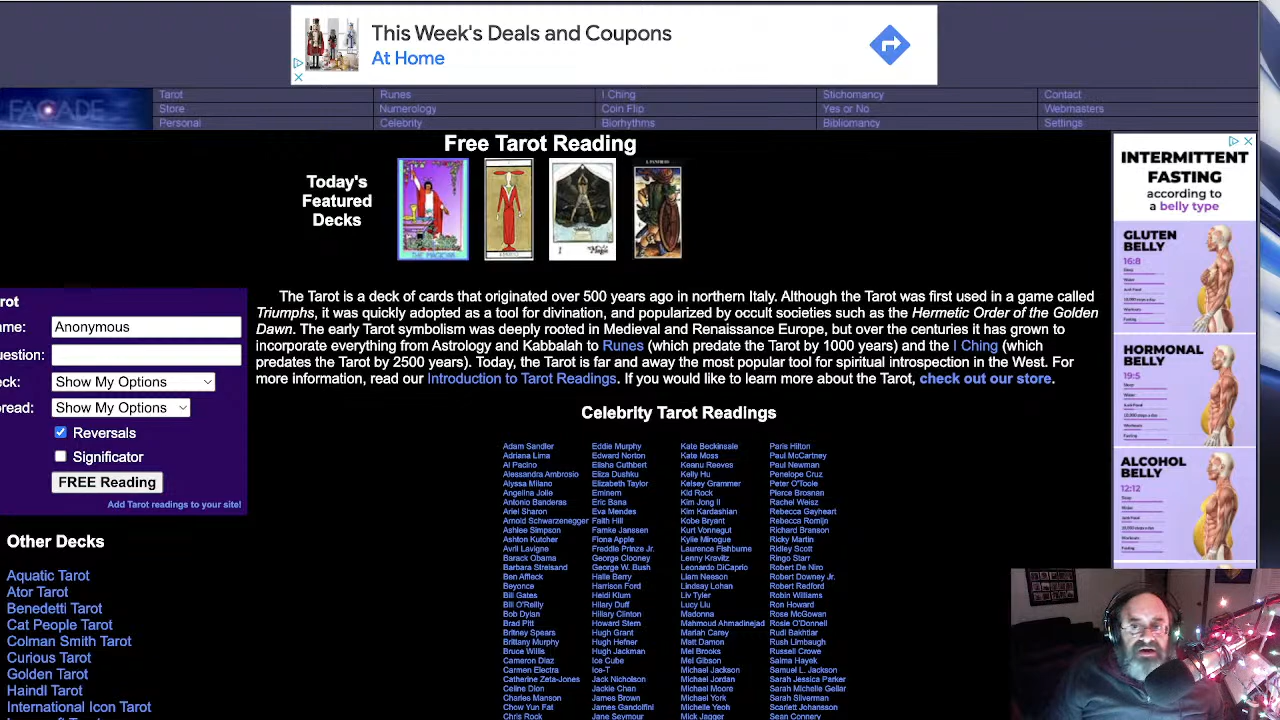 This Week's Deals and Coupons
At Home
FACADE
Tarot
Runes
I Ching
Stichomancy
Contact
Store
Numerology
Coin Flip
Yes or No
Webmasters
Personal
Celebrity
Biorhythms
Bibliomancy
Settings
Free Tarot Reading
Today's
Featured
Decks
INTERMITTENT
FASTING
according to
a belly type
GLUTEN
BELLY
16:8
HORMONAL
BELLY
19:5
ALCOHOL
BELLY
12:12
rot
ame:
Anonymous
uestion:
eck:
Show My Options
pread:
Show My Options
Reversals
Significator
FREE Reading
Add Tarot readings to your site!
The Tarot is a deck of cards that originated over 500 years ago in northern Italy. Although the Tarot was first used in a game called
Triumphs, it was quickly adopted as a tool for divination, and popularized by occult societies such as the Hermetic Order of the Golden
Dawn. The early Tarot symbolism was deeply rooted in Medieval and Renaissance Europe, but over the centuries it has grown to
incorporate everything from Astrology and Kabbalah to Runes (which predate the Tarot by 1000 years) and the I Ching (which
predates the Tarot by 2500 years). Today, the Tarot is far and away the most popular tool for spiritual introspection in the West. For
more information, read our Introduction to Tarot Readings. If you would like to learn more about the Tarot, check out our store.
Celebrity Tarot Readings
Adam Sandler
Adriana Lima
Al Pacino
Alessandra Ambrosio
Alyssa Milano
Angelina Jolie
Antonio Banderas
Ariel Sharon
Arnold Schwarzenegger
Ashlee Simpson
Ashton Kutcher
Avril Lavigne
Barack Obama
Barbara Streisand
Ben Affleck
Beyonce
Bill Gates
Bill O'Reilly
Bob Dylan
Brad Pitt
Britney Spears
Brittany Murphy
Bruce Willis
Cameron Diaz
Carmen Electra
Catherine Zeta-Jones
Celine Dion
Charles Manson
Chow Yun Fat
Chris Rock
Eddie Murphy
Edward Norton
Elisha Cuthbert
Eliza Dushku
Elizabeth Taylor
Eminem
Eric Bana
Eva Mendes
Faith Hill
Famke Janssen
Fiona Apple
Freddie Prinze Jr.
George Clooney
George W. Bush
Halle Berry
Harrison Ford
Heidi Klum
Hilary Duff
Hillary Clinton
Howard Stern
Hugh Grant
Hugh Hefner
Hugh Jackman
Ice Cube
Ice-T
Jack Nicholson
Jackie Chan
James Brown
James Gandolfini
Jane Seymour
Kate Beckinsale
Kate Moss
Keanu Reeves
Kelly Hu
Kelsey Grammer
Kid Rock
Kim Jong Il
Kim Kardashian
Kobe Bryant
Kurt Vonnegut
Kylie Minogue
Laurence Fishburne
Lenny Kravitz
Leonardo DiCaprio
Liam Neeson
Lindsay Lohan
Liv Tyler
Lucy Liu
Madonna
Mahmoud Ahmadinejad
Mariah Carey
Matt Damon
Mel Brooks
Mel Gibson
Michael Jackson
Michael Jordan
Michael Moore
Michael York
Michelle Yeoh
Mick Jagger
Paris Hilton
Paul McCartney
Paul Newman
Penelope Cruz
Peter O'Toole
Pierce Brosnan
Rachel Weisz
Rebecca Gayheart
Rebecca Romijn
Richard Branson
Ricky Martin
Ridley Scott
Ringo Starr
Robert De Niro
Robert Downey Jr.
Robert Radford
Robin Williams
Ron Howard
Rose McGowan
Rosie O'Donnell
Rudi Bakhtiar
Rush Limbaugh
Russell Crowe
Salma Hayek
Samuel L. Jackson
Sarah Jessica Parker
Sarah Michelle Gellar
Sarah Silverman
Scarlett Johansson
Sean Connery
Other Decks
Aquatic Tarot
Atir Tarot
Benedetti Tarot
Cat People Tarot
Colman Smith Tarot
Curious Tarot
Golden Tarot
Haindl Tarot
International Icon Tarot